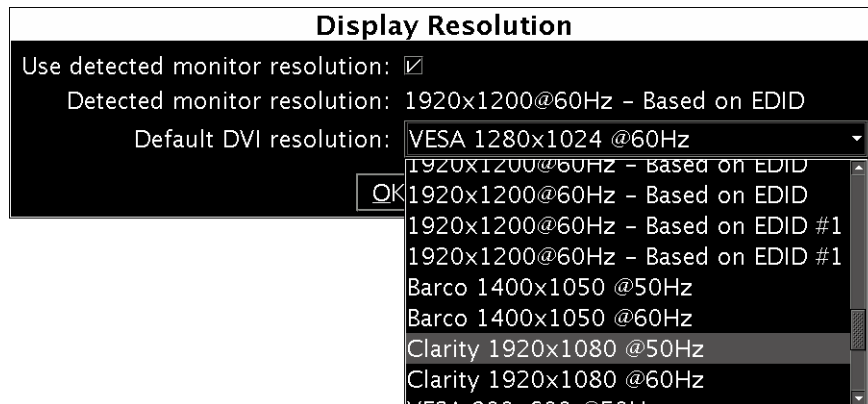 Display Resolution
Use detected monitor resolution:
Detected monitor resolution: 1920x1200@60Hz – Based on EDID
Default DVI resolution: VESA 1280x1024 @60Hz
1920x1200@60Hz – Based on EDID
OK 1920x1200@60Hz – Based on EDID
1920x1200@60Hz – Based on EDID #1
1920x1200@60Hz – Based on EDID #1
Barco 1400x1050 @50Hz
Barco 1400x1050 @60Hz
Clarity 1920x1080 @50Hz
Clarity 1920x1080 @60Hz